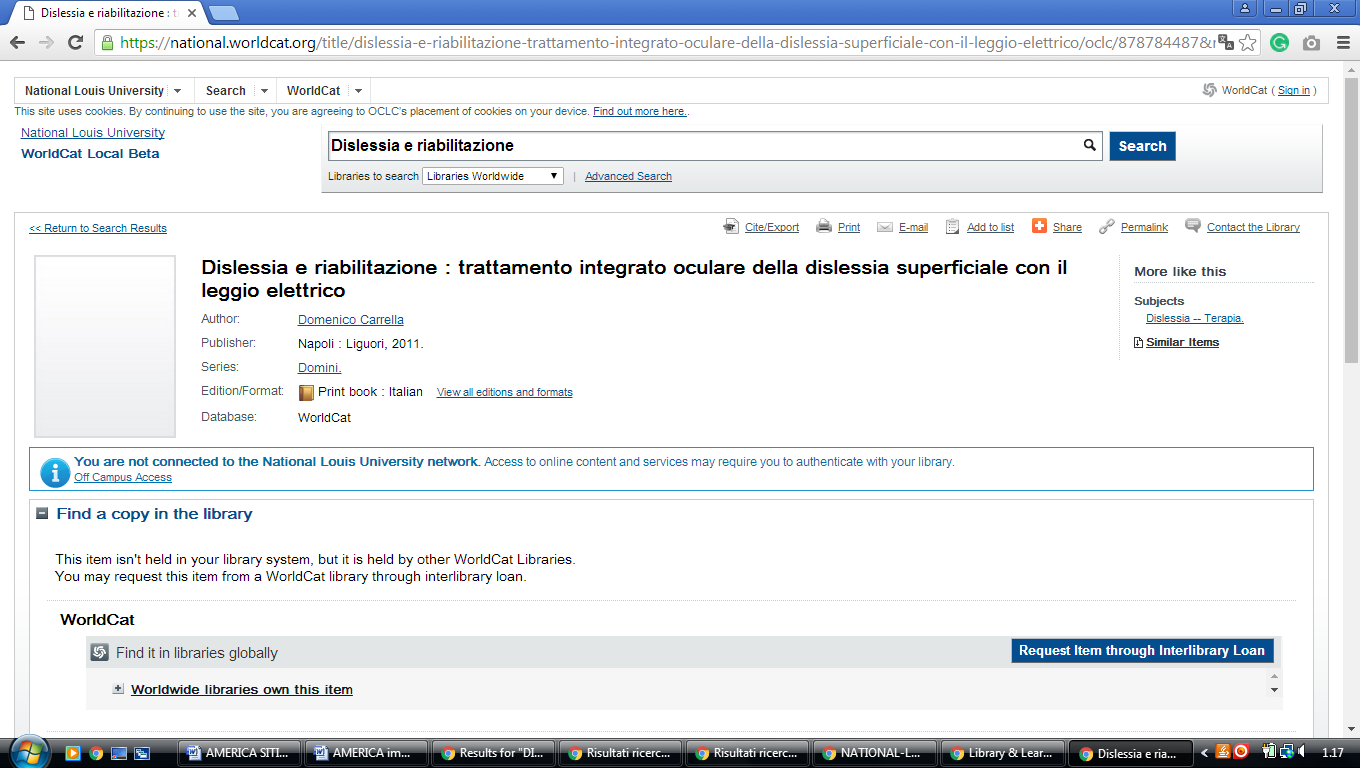 Dislessia e riabilitazione : t
https://national.worldcat.org/title/dislessia-e-riabilitazione-trattamento-integrato-oculare-della-dislessia-superficiale-con-il-leggio-elettrico/oclc/878784487&
National Louis University Search WorldCat WorldCat ( Sign in )
This site uses cookies. By continuing to use the site, you are agreeing to OCLC's placement of cookies on your device. Find out more here..
National Louis University
WorldCat Local Beta
Dislessia e riabilitazione Search
Libraries to search Libraries Worldwide | Advanced Search
<< Return to Search Results Cite/Export Print E-mail Add to list Share Permalink Contact the Library
Dislessia e riabilitazione : trattamento integrato oculare della dislessia superficiale con il
leggio elettrico
Author: Domenico Carrella
Publisher: Napoli : Liguori, 2011.
Series: Domini.
Edition/Format: Print book : Italian View all editions and formats
Database: WorldCat
More like this
Subjects
Dislessia -- Terapia.
Similar Items
You are not connected to the National Louis University network. Access to online content and services may require you to authenticate with your library.
Off Campus Access
Find a copy in the library
This item isn't held in your library system, but it is held by other WorldCat Libraries.
You may request this item from a WorldCat library through interlibrary loan.
WorldCat
Find it in libraries globally Request Item through Interlibrary Loan
Worldwide libraries own this item
AMERICA SITI... AMERICA im... Results for "DI... Risultati ricerc... Risultati ricerc... NATIONAL-L... Library & Lear... Dislessia e ria... 1.17